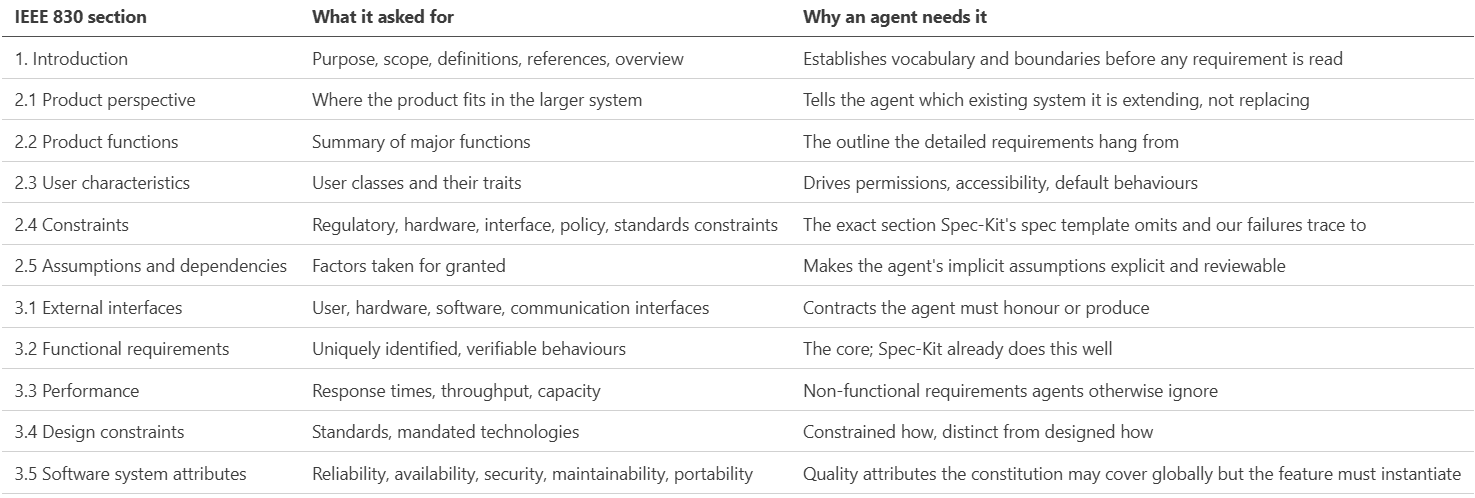 IEEE 830 section What it asked for Why an agent needs it
1. Introduction Purpose, scope, definitions, references, overview Establishes vocabulary and boundaries before any requirement is read
2.1 Product perspective Where the product fits in the larger system Tells the agent which existing system it is extending, not replacing
2.2 Product functions Summary of major functions The outline the detailed requirements hang from
2.3 User characteristics User classes and their traits Drives permissions, accessibility, default behaviours
2.4 Constraints Regulatory, hardware, interface, policy, standards constraints The exact section Spec-Kit's spec template omits and our failures trace to
2.5 Assumptions and dependencies Factors taken for granted Makes the agent's implicit assumptions explicit and reviewable
3.1 External interfaces User, hardware, software, communication interfaces Contracts the agent must honour or produce
3.2 Functional requirements Uniquely identified, verifiable behaviours The core; Spec-Kit already does this well
3.3 Performance Response times, throughput, capacity Non-functional requirements agents otherwise ignore
3.4 Design constraints Standards, mandated technologies Constrained how, distinct from designed how
3.5 Software system attributes Reliability, availability, security, maintainability, portability Quality attributes the constitution may cover globally but the feature must instantiate